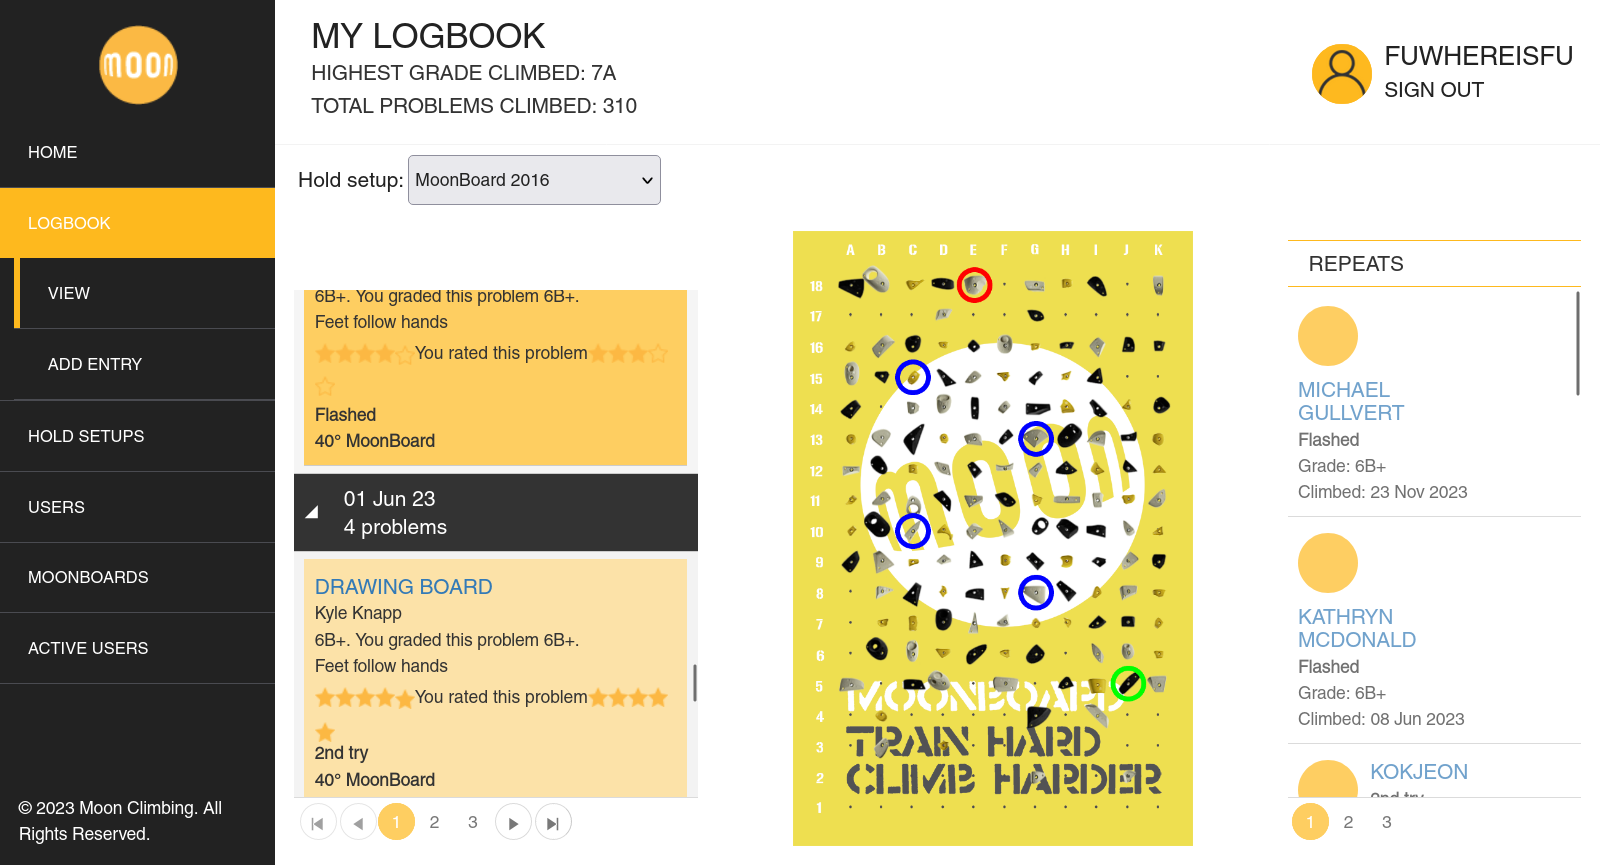 moon
HOME
LOGBOOK
VIEW
ADD ENTRY
HOLD SETUPS
USERS
MOONBOARDS
ACTIVE USERS
© 2023 Moon Climbing. All
Rights Reserved.
MY LOGBOOK
HIGHEST GRADE CLIMBED: 7A
TOTAL PROBLEMS CLIMBED: 310
FUWHEREISFU
SIGN OUT
Hold setup: MoonBoard 2016
6B+. You graded this problem 6B+.
Feet follow hands
You rated this problem
Flashed
40° MoonBoard
01 Jun 23
4 problems
DRAWING BOARD
Kyle Knapp
6B+. You graded this problem 6B+.
Feet follow hands
You rated this problem
2nd try
40° MoonBoard
1 2 3
A B C D E F G H I J K
18
17
16
15
14
13
12
11
10
9
8
7
6
5
4
3
2
1
moon
MOONBOARD
TRAIN HARD
CLIMB HARDER
REPEATS
MICHAEL
GULLVERT
Flashed
Grade: 6B+
Climbed: 23 Nov 2023
KATHRYN
MCDONALD
Flashed
Grade: 6B+
Climbed: 08 Jun 2023
KOKJEON
2nd try
1 2 3